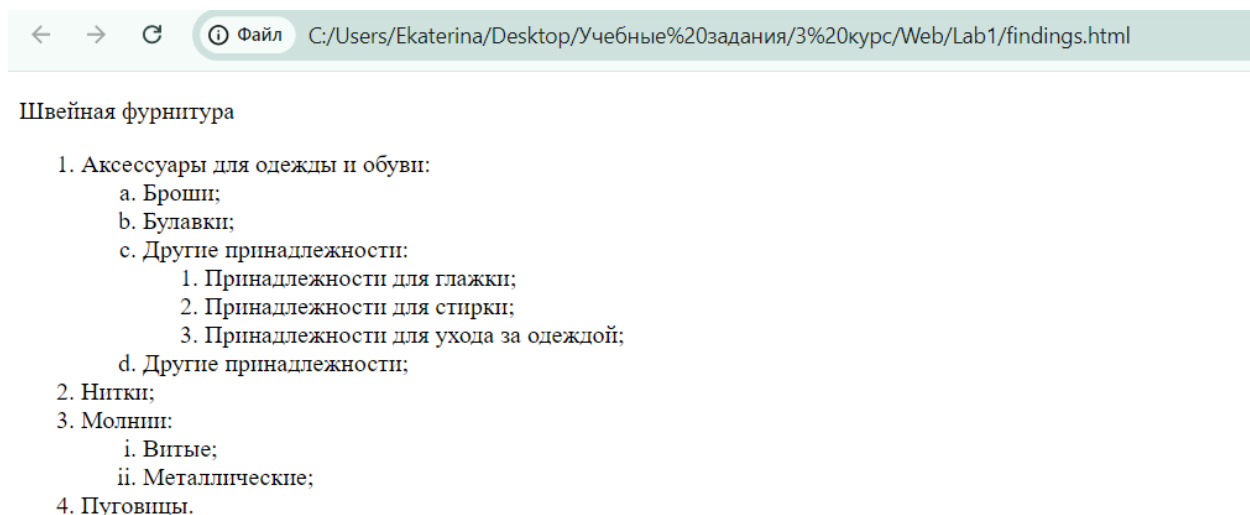 Файл C:/Users/Ekaterina/Desktop/Учебные%20задания/3%20курс/Web/Lab1/findings.html
Швейная фурнитура
1. Аксессуары для одежды и обуви:
a. Броши;
b. Булавки;
c. Другие принадлежности:
1. Принадлежности для глажки;
2. Принадлежности для стирки;
3. Принадлежности для ухода за одеждой;
d. Другие принадлежности;
2. Нитки;
3. Молнии:
i. Витые;
ii. Металлические;
4. Пуговицы.